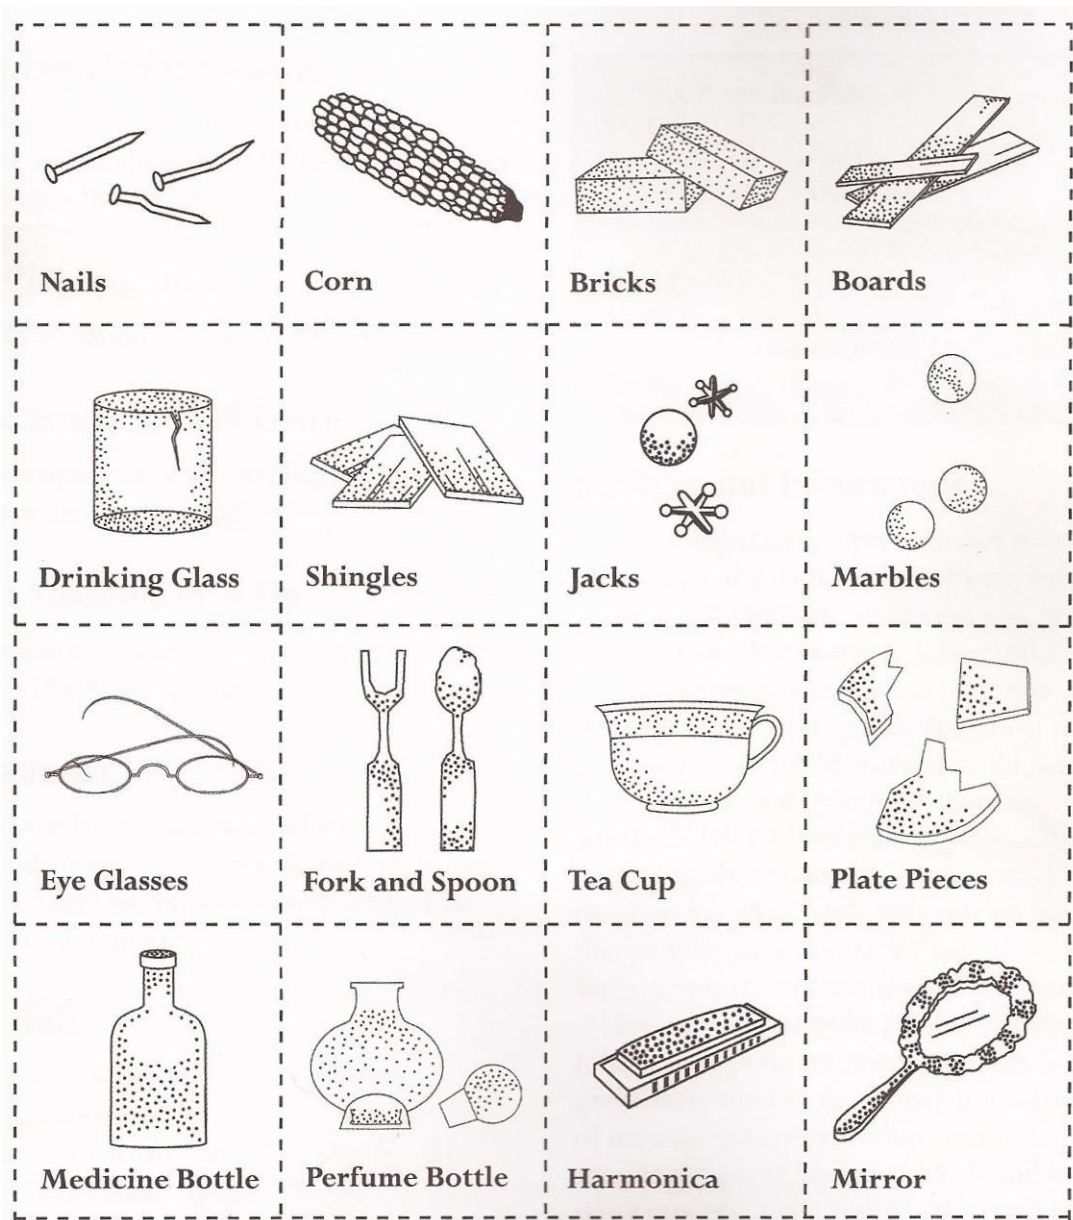 Nails
Corn
Bricks
Boards
Drinking Glass
Shingles
Jacks
Marbles
Eye Glasses
Fork and Spoon
Tea Cup
Plate Pieces
Medicine Bottle
Perfume Bottle
Harmonica
Mirror